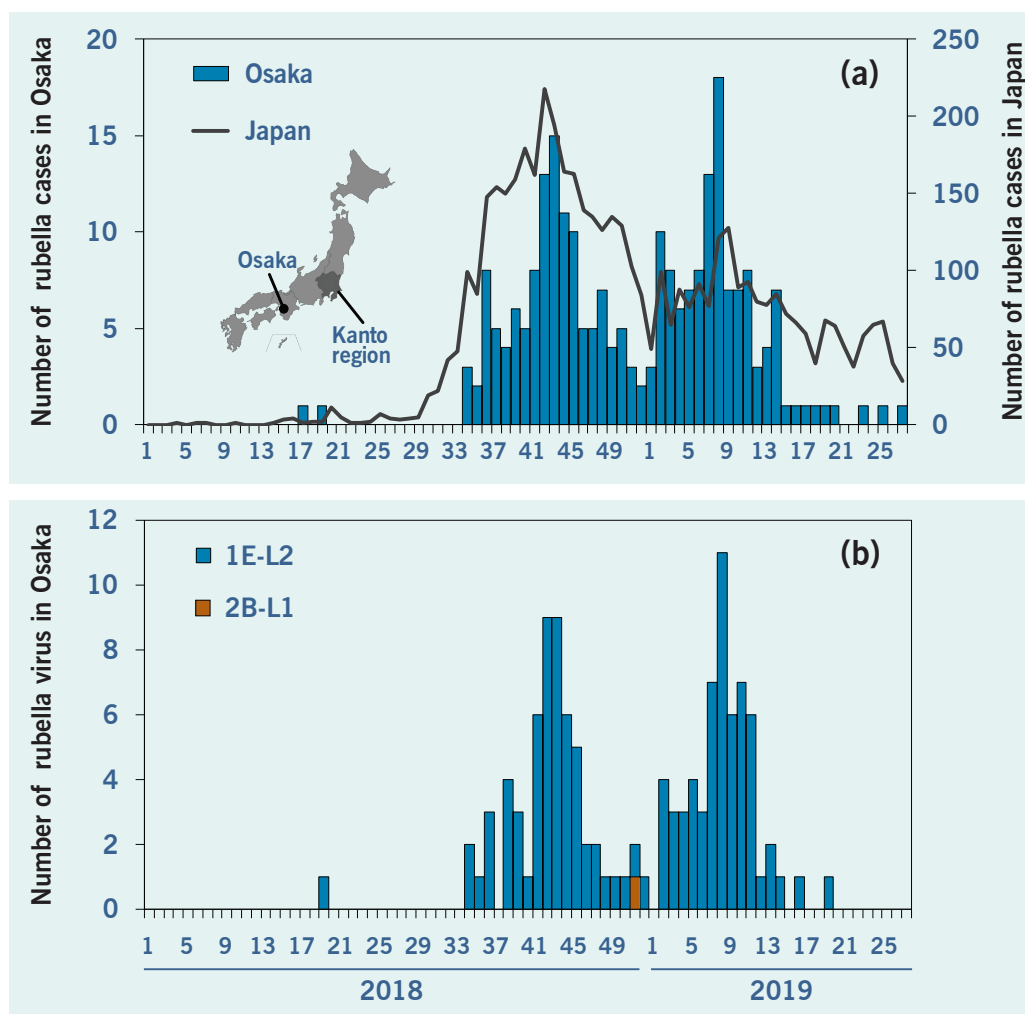 Number of rubella cases in Osaka
20
15
10
5
0
Osaka
Japan
(a)
Osaka
Kanto
region
250
200
150
100
50
0
Number of rubella cases in Japan
1 5 9 13 17 21 25 29 33 37 41 45 49 1 5 9 13 17 21 25
Number of rubella virus in Osaka
12
10
8
6
4
2
0
1E-L2
2B-L1
(b)
1 5 9 13 17 21 25 29 33 37 41 45 49 1 5 9 13 17 21 25
2018 2019